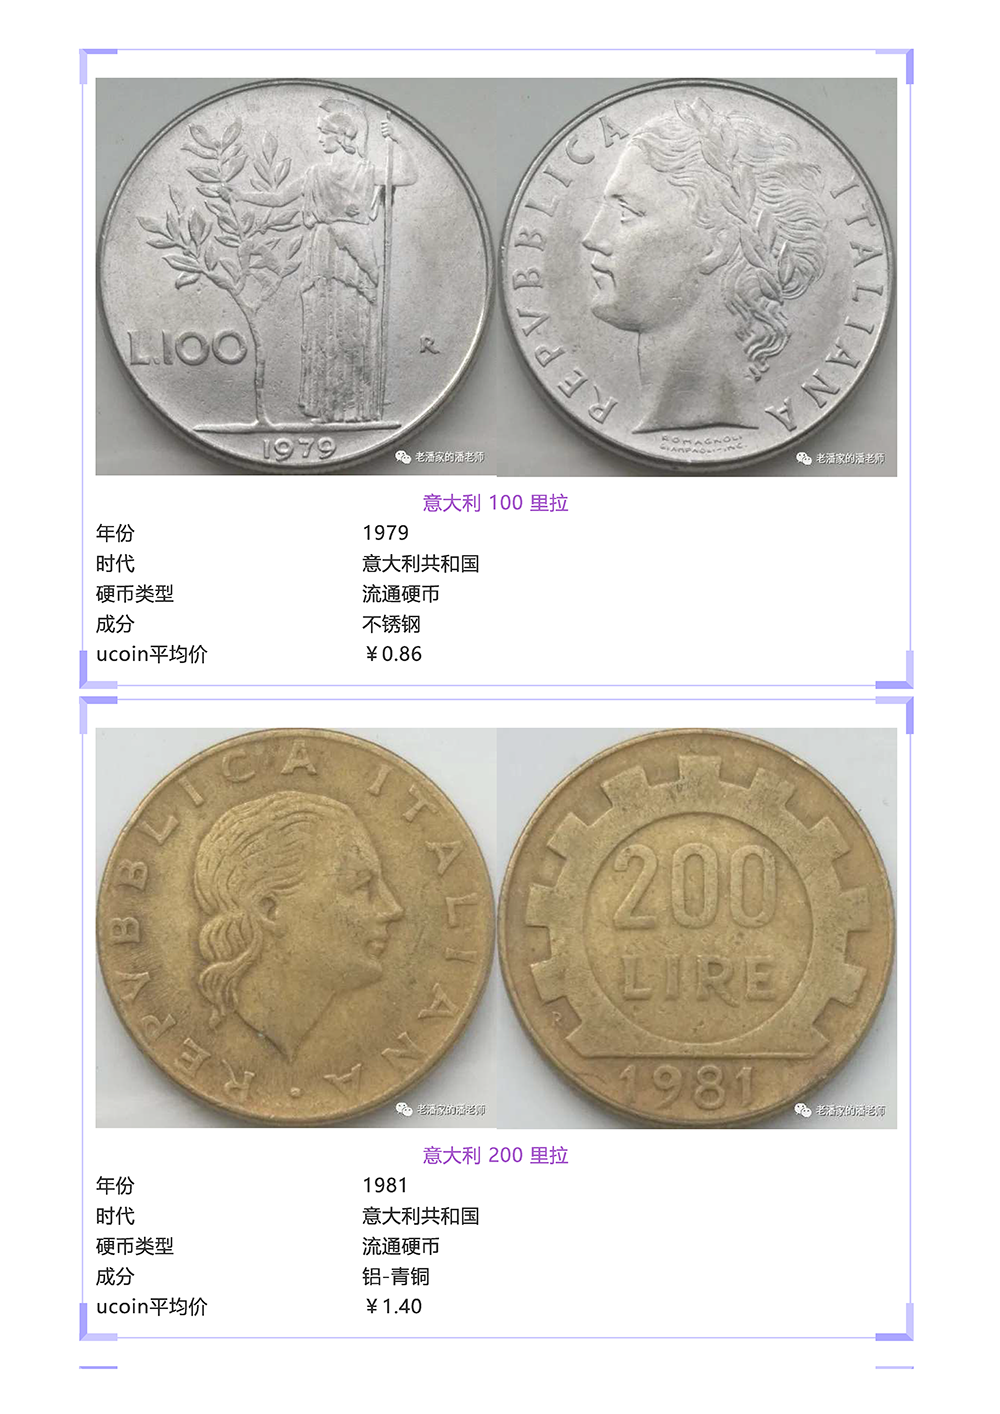 L.100
R
1979
REPVBBLICA ITALIANA
ROMAGNOLI
GIAMPAOLI INC.
老潘家的潘老师
老潘家的潘老师
意大利 100 里拉
年份 1979
时代 意大利共和国
硬币类型 流通硬币
成分 不锈钢
ucoin平均价 ￥0.86
REPVBBLICA ITALIANA
200
LIRE
R
1981
老潘家的潘老师
老潘家的潘老师
意大利 200 里拉
年份 1981
时代 意大利共和国
硬币类型 流通硬币
成分 铝-青铜
ucoin平均价 ￥1.40